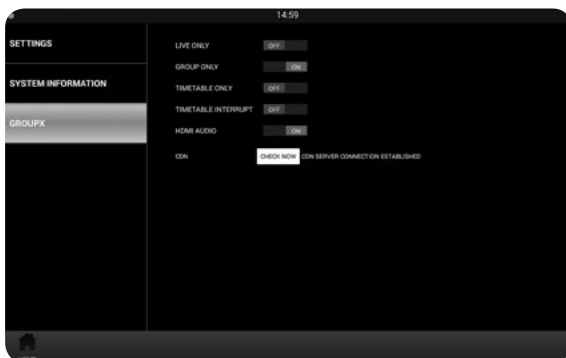 14:59
SETTINGS
SYSTEM INFORMATION
GROUPX
LIVE ONLY OFF
GROUP ONLY ON
TIMETABLE ONLY OFF
TIMETABLE INTERRUPT OFF
HDMI AUDIO ON
CDN CHECK NOW CDN SERVER CONNECTION ESTABLISHED